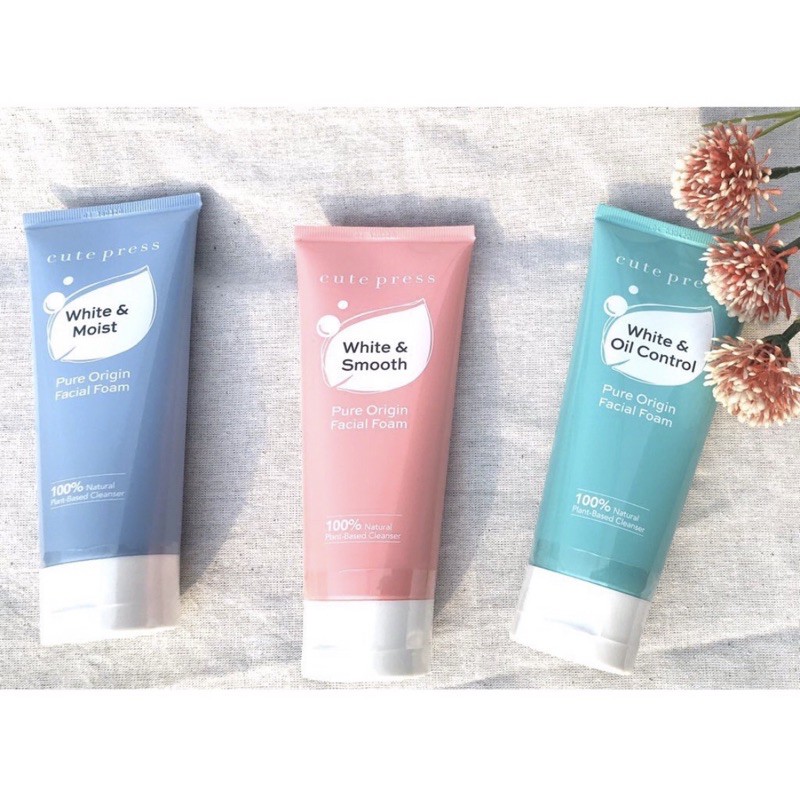 cute press
White &
Moist
Pure Origin
Facial Foam
100% Natural
Plant-Based Cleanser
cute press
White &
Smooth
Pure Origin
Facial Foam
100% Natural
Plant-Based Cleanser
cute pres
White &
Oil Control
Pure Origin
Facial Foam
100% Natural
Plant-Based Cleanser